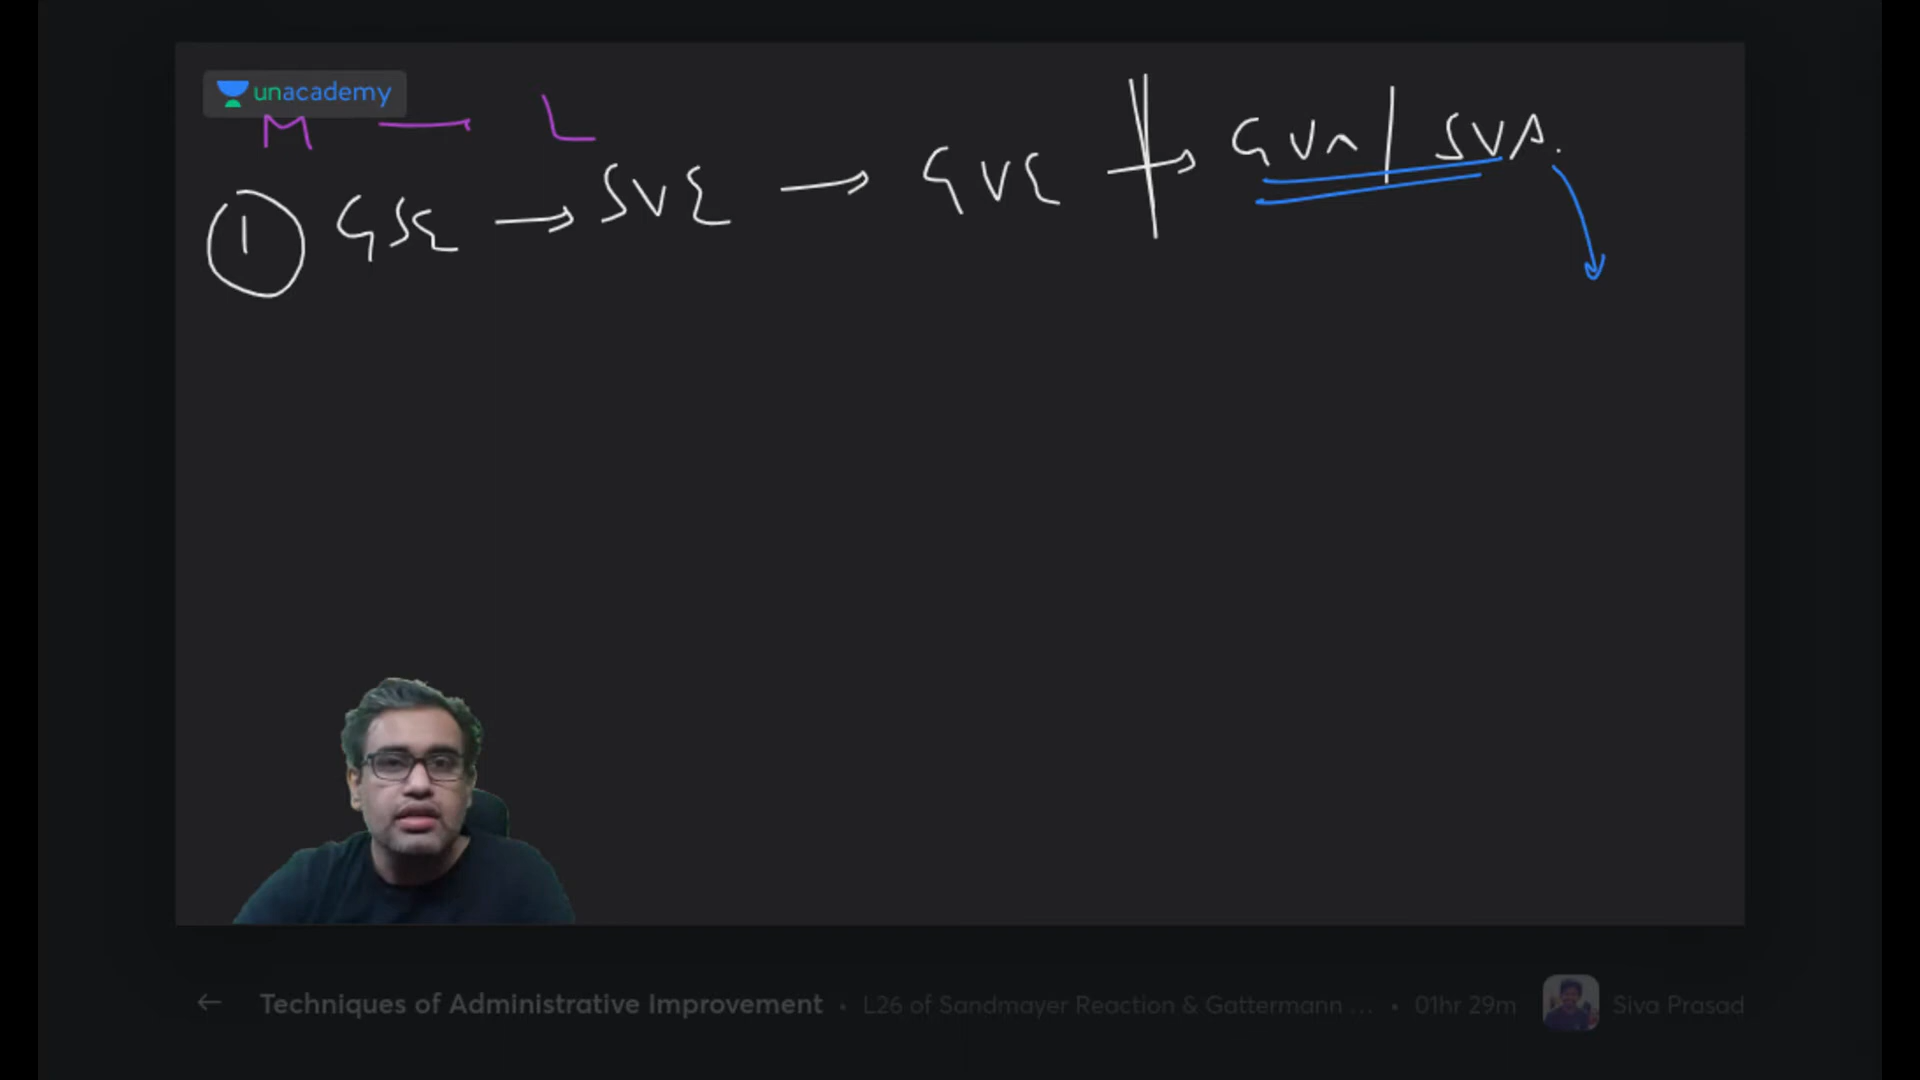 unacademy
M — L
① GSE → SVE → GVE → GVA | SVA.
← Techniques of Administrative Improvement • L26 of Sandmayer Reaction & Gattermann ... • 01hr 29m Siva Prasad